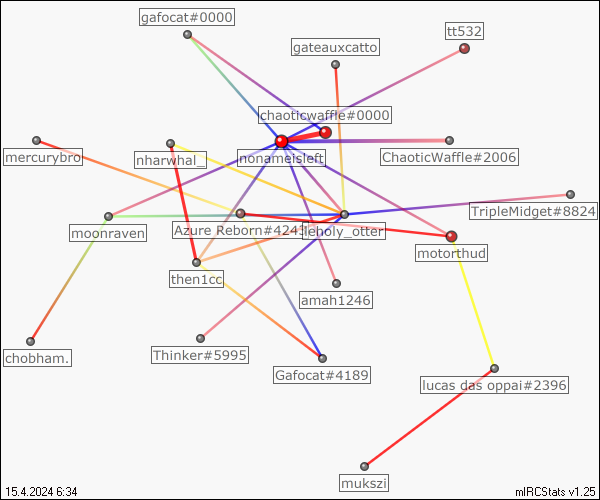 gafocat#0000
tt532
gateauxcatto
chaoticwaffle#0000
mercurybro
nharwhal_
nonameisleft
ChaoticWaffle#2006
TripleMidget#8824
moonraven
Azure Reborn#4243
leholy_otter
motorthud
then1cc
amah1246
chobham.
Thinker#5995
Gafocat#4189
lucas das oppai#2396
mukszi
15.4.2024 6:34
mIRCStats v1.25